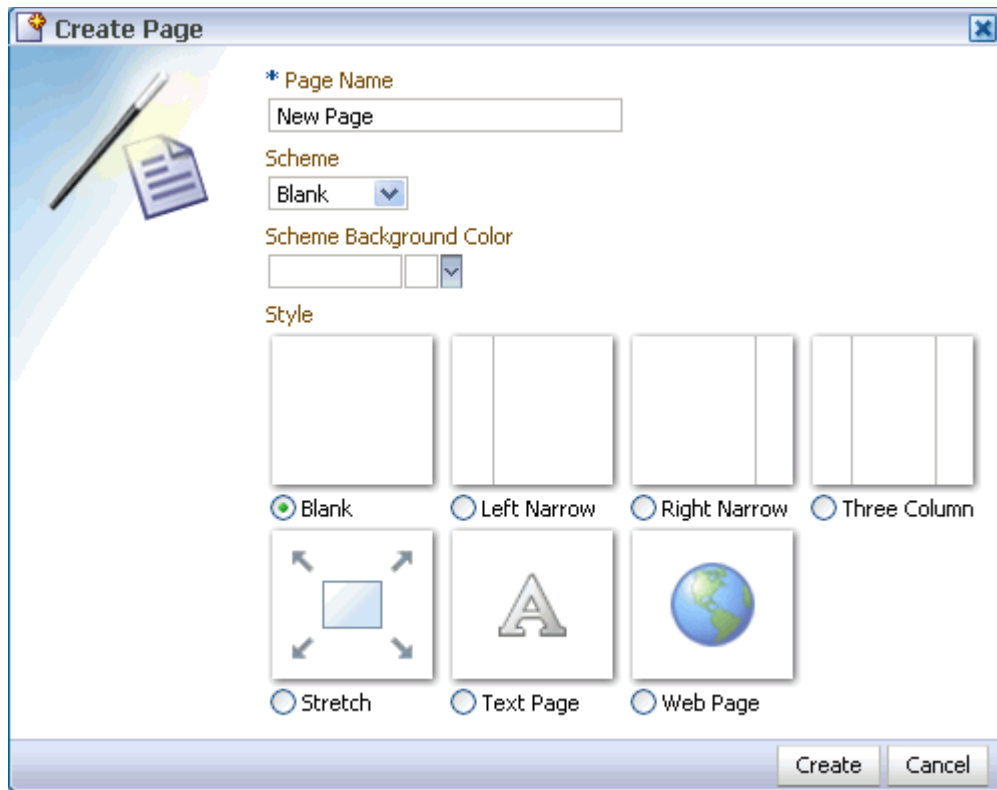 Create Page
* Page Name
New Page
Scheme
Blank
Scheme Background Color
Style
Blank Left Narrow Right Narrow Three Column
A
Stretch Text Page Web Page
Create Cancel